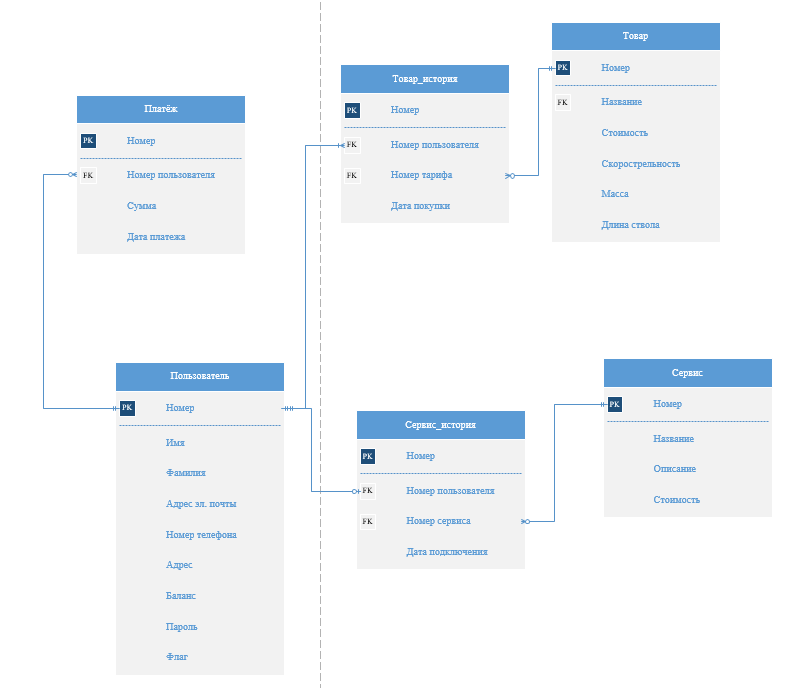 Платёж
PK Номер
FK Номер пользователя
Сумма
Дата платежа
Товар_история
PK Номер
FK Номер пользователя
FK Номер тарифа
Дата покупки
Товар
PK Номер
FK Название
Стоимость
Скорострельность
Масса
Длина ствола
Пользователь
PK Номер
Имя
Фамилия
Адрес эл. почты
Номер телефона
Адрес
Баланс
Пароль
Флаг
Сервис_история
PK Номер
FK Номер пользователя
FK Номер сервиса
Дата подключения
Сервис
PK Номер
Название
Описание
Стоимость